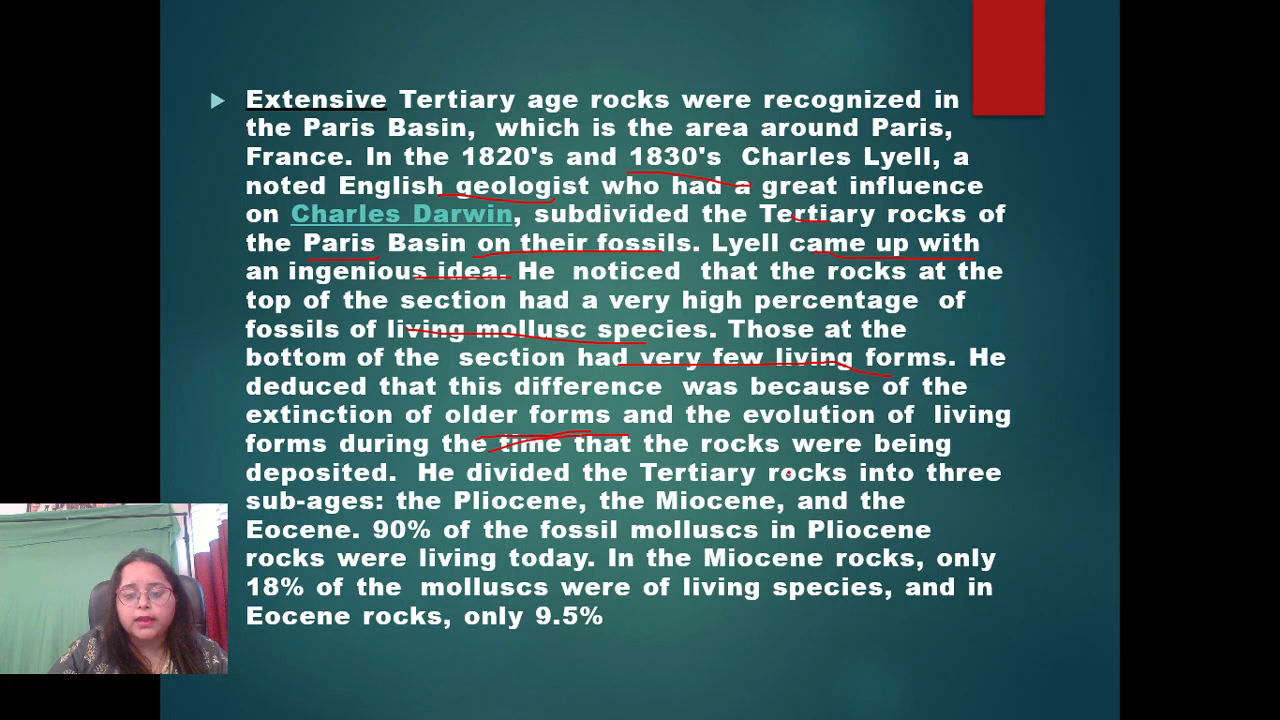 Extensive Tertiary age rocks were recognized in
the Paris Basin, which is the area around Paris,
France. In the 1820's and 1830's Charles Lyell, a
noted English geologist who had a great influence
on Charles Darwin, subdivided the Tertiary rocks of
the Paris Basin on their fossils. Lyell came up with
an ingenious idea. He noticed that the rocks at the
top of the section had a very high percentage of
fossils of living mollusc species. Those at the
bottom of the section had very few living forms. He
deduced that this difference was because of the
extinction of older forms and the evolution of living
forms during the time that the rocks were being
deposited. He divided the Tertiary rocks into three
sub-ages: the Pliocene, the Miocene, and the
Eocene. 90% of the fossil molluscs in Pliocene
rocks were living today. In the Miocene rocks, only
18% of the molluscs were of living species, and in
Eocene rocks, only 9.5%